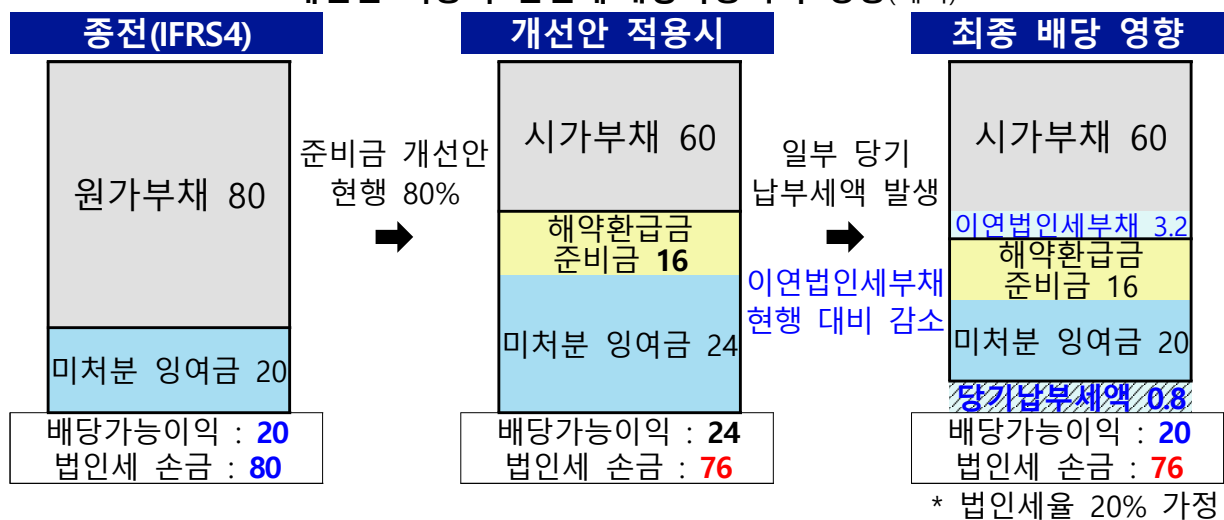 종전(IFRS4)
원가부채 80
미처분 잉여금 20
배당가능이익 : 20
법인세 손금 : 80
준비금 개선안
현행 80%
개선안 적용시
시가부채 60
해약환급금
준비금 16
미처분 잉여금 24
배당가능이익 : 24
법인세 손금 : 76
일부 당기
납부세액 발생
이연법인세부채
현행 대비 감소
최종 배당 영향
시가부채 60
이연법인세부채 3.2
해약환급금
준비금 16
미처분 잉여금 20
당기납부세액 0.8
배당가능이익 : 20
법인세 손금 : 76
* 법인세율 20% 가정